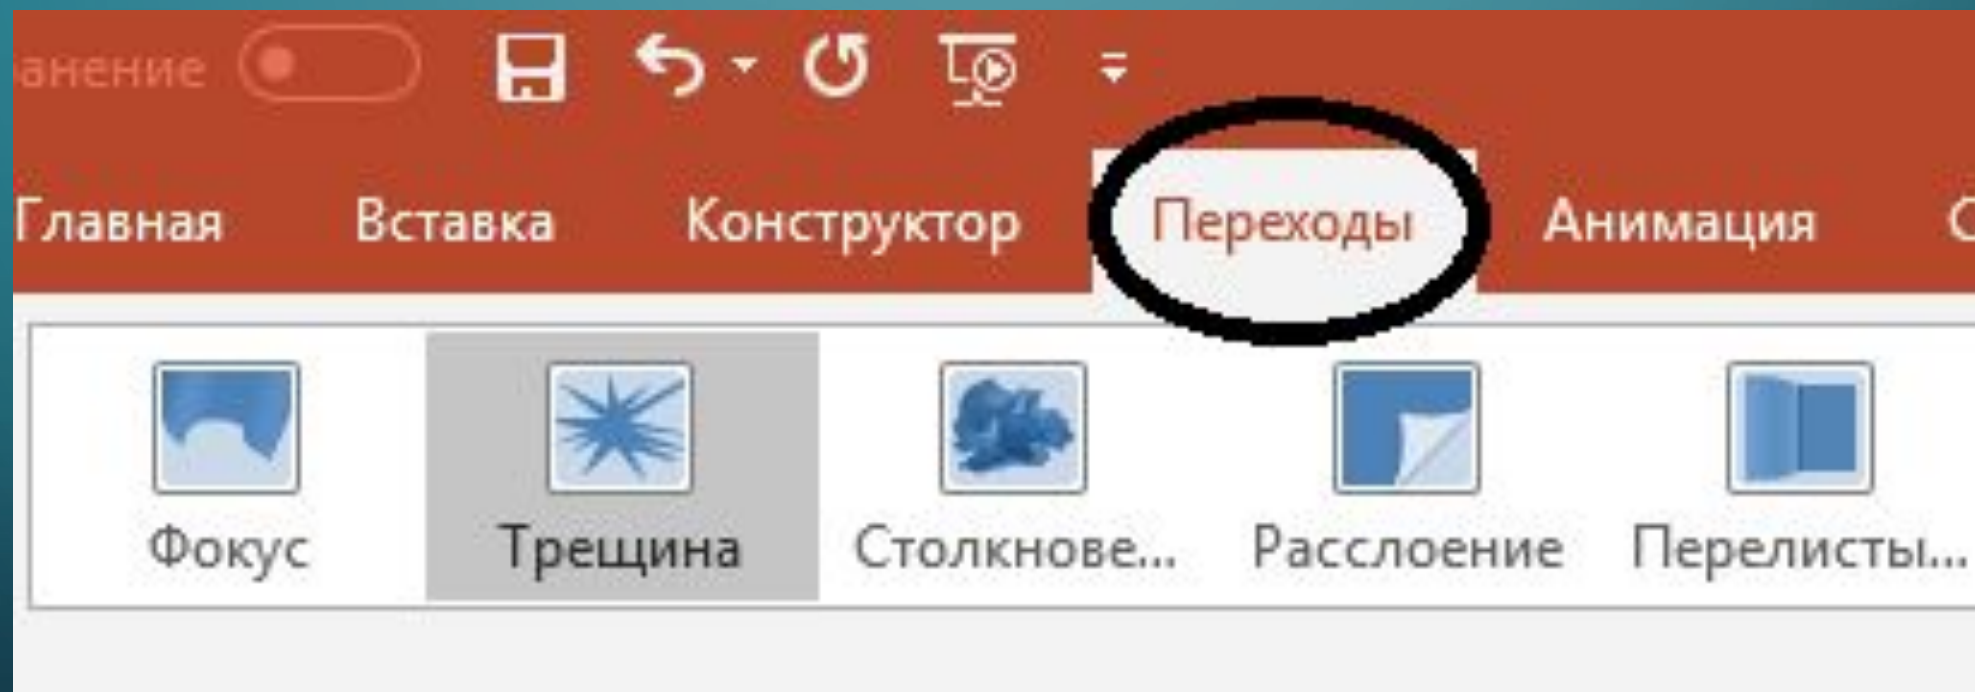 анение
Главная Вставка Конструктор Переходы Анимация
Фокус Трещина Столкнове... Расслоение Перелисты...